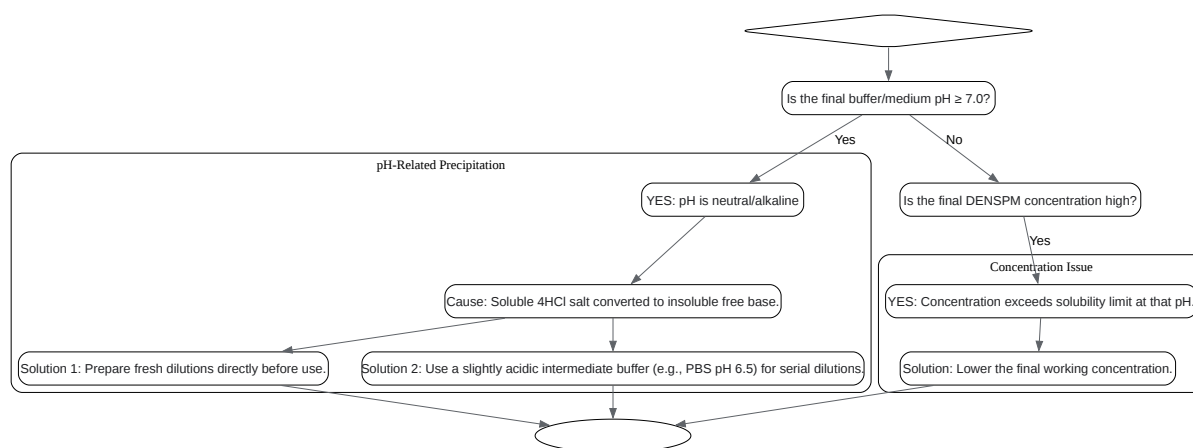 Is the final buffer/medium pH ≥ 7.0?
Yes
No
pH-Related Precipitation
YES: pH is neutral/alkaline
Is the final DENSPM concentration high?
Yes
Concentration Issue
Cause: Soluble 4HCl salt converted to insoluble free base.
YES: Concentration exceeds solubility limit at that pH.
Solution 1: Prepare fresh dilutions directly before use.
Solution 2: Use a slightly acidic intermediate buffer (e.g., PBS pH 6.5) for serial dilutions.
Solution: Lower the final working concentration.